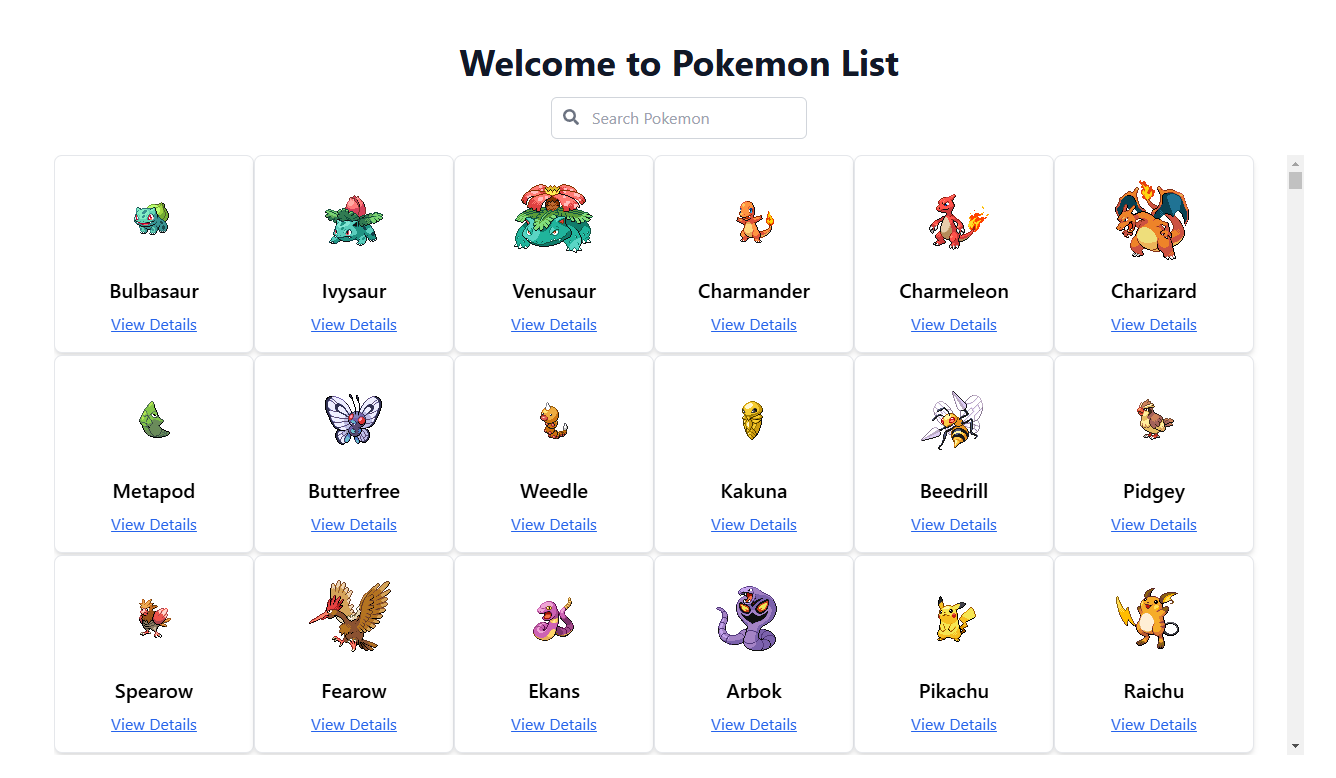 Welcome to Pokemon List
Search Pokemon
Bulbasaur Ivysaur Venusaur Charmander Charmeleon Charizard
View Details View Details View Details View Details View Details View Details
Metapod Butterfree Weedle Kakuna Beedrill Pidgey
View Details View Details View Details View Details View Details View Details
Spearow Fearow Ekans Arbok Pikachu Raichu
View Details View Details View Details View Details View Details View Details